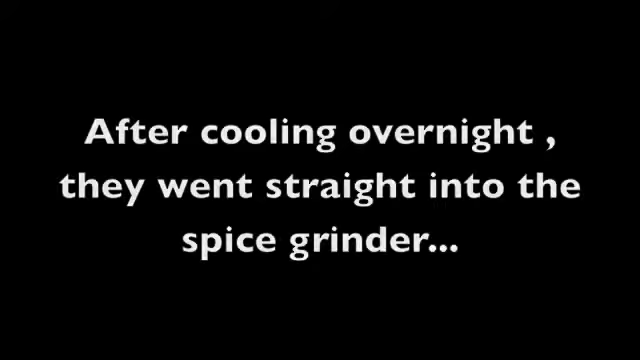 After cooling overnight ,
they went straight into the
spice grinder...